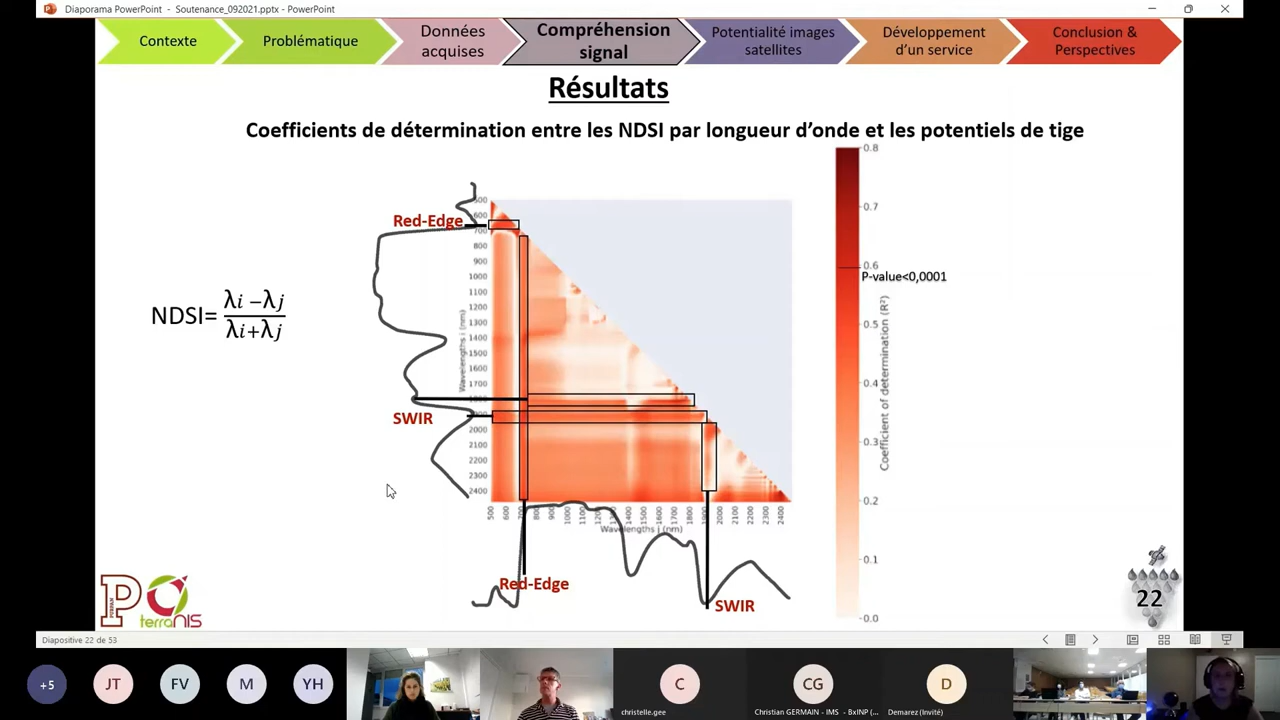 Diaporama PowerPoint - Soutenance_092021.pptx - PowerPoint
Contexte
Problématique
Données
acquises
Compréhension
signal
Potentialité images
satellites
Développement
d'un service
Conclusion &
Perspectives
Résultats
Coefficients de détermination entre les NDSI par longueur d'onde et les potentiels de tige
NDSI= λi −λj
λi+λj
Red-Edge
SWIR
Wavelengths i (nm)
500
600
700
800
900
1000
1100
1200
1300
1400
1500
1600
1700
1800
1900
2000
2100
2200
2300
2400
Wavelengths j (nm)
Red-Edge
SWIR
0.8
0.7
0.6
P-value<0,0001
0.5
0.4
0.3
0.2
0.1
0.0
Coefficient of determination (R²)
P
PURPAN
terraNIS
22
Diapositive 22 de 53
+5
JT
FV
M
YH
C
christelle.gee
CG
Christian GERMAIN - IMS - BxINP (...
D
Demarez (Invité)